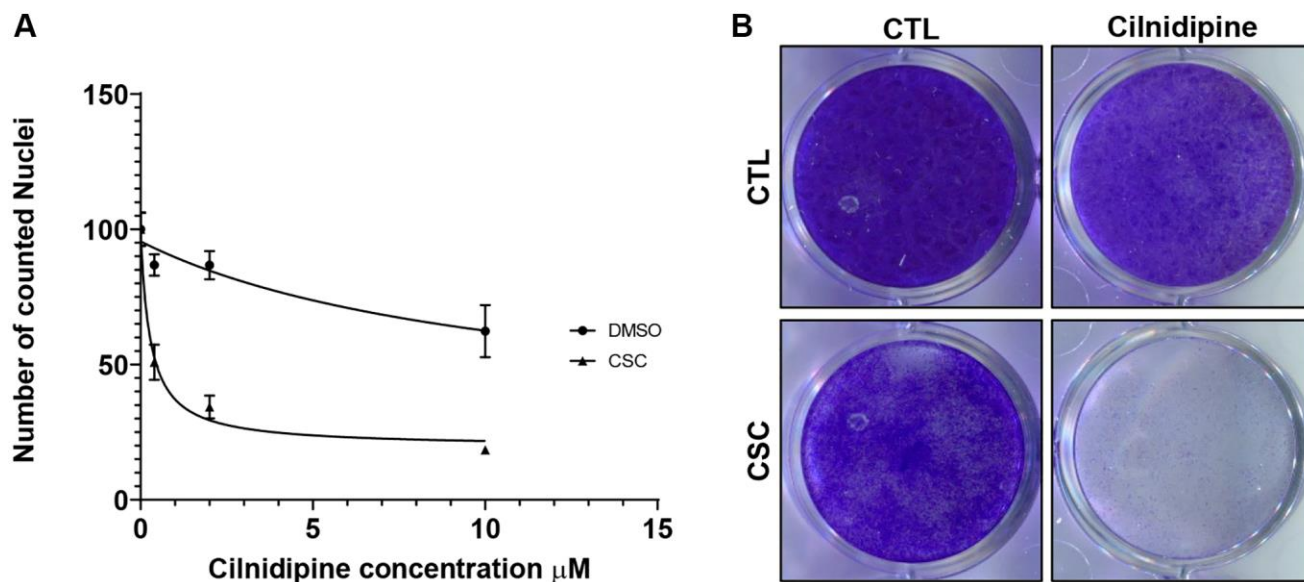 A
Number of counted Nuclei
150
100
50
0
0
5
10
15
Cilnidipine concentration μM
DMSO
CSC
B
CTL
Cilnidipine
CTL
CSC